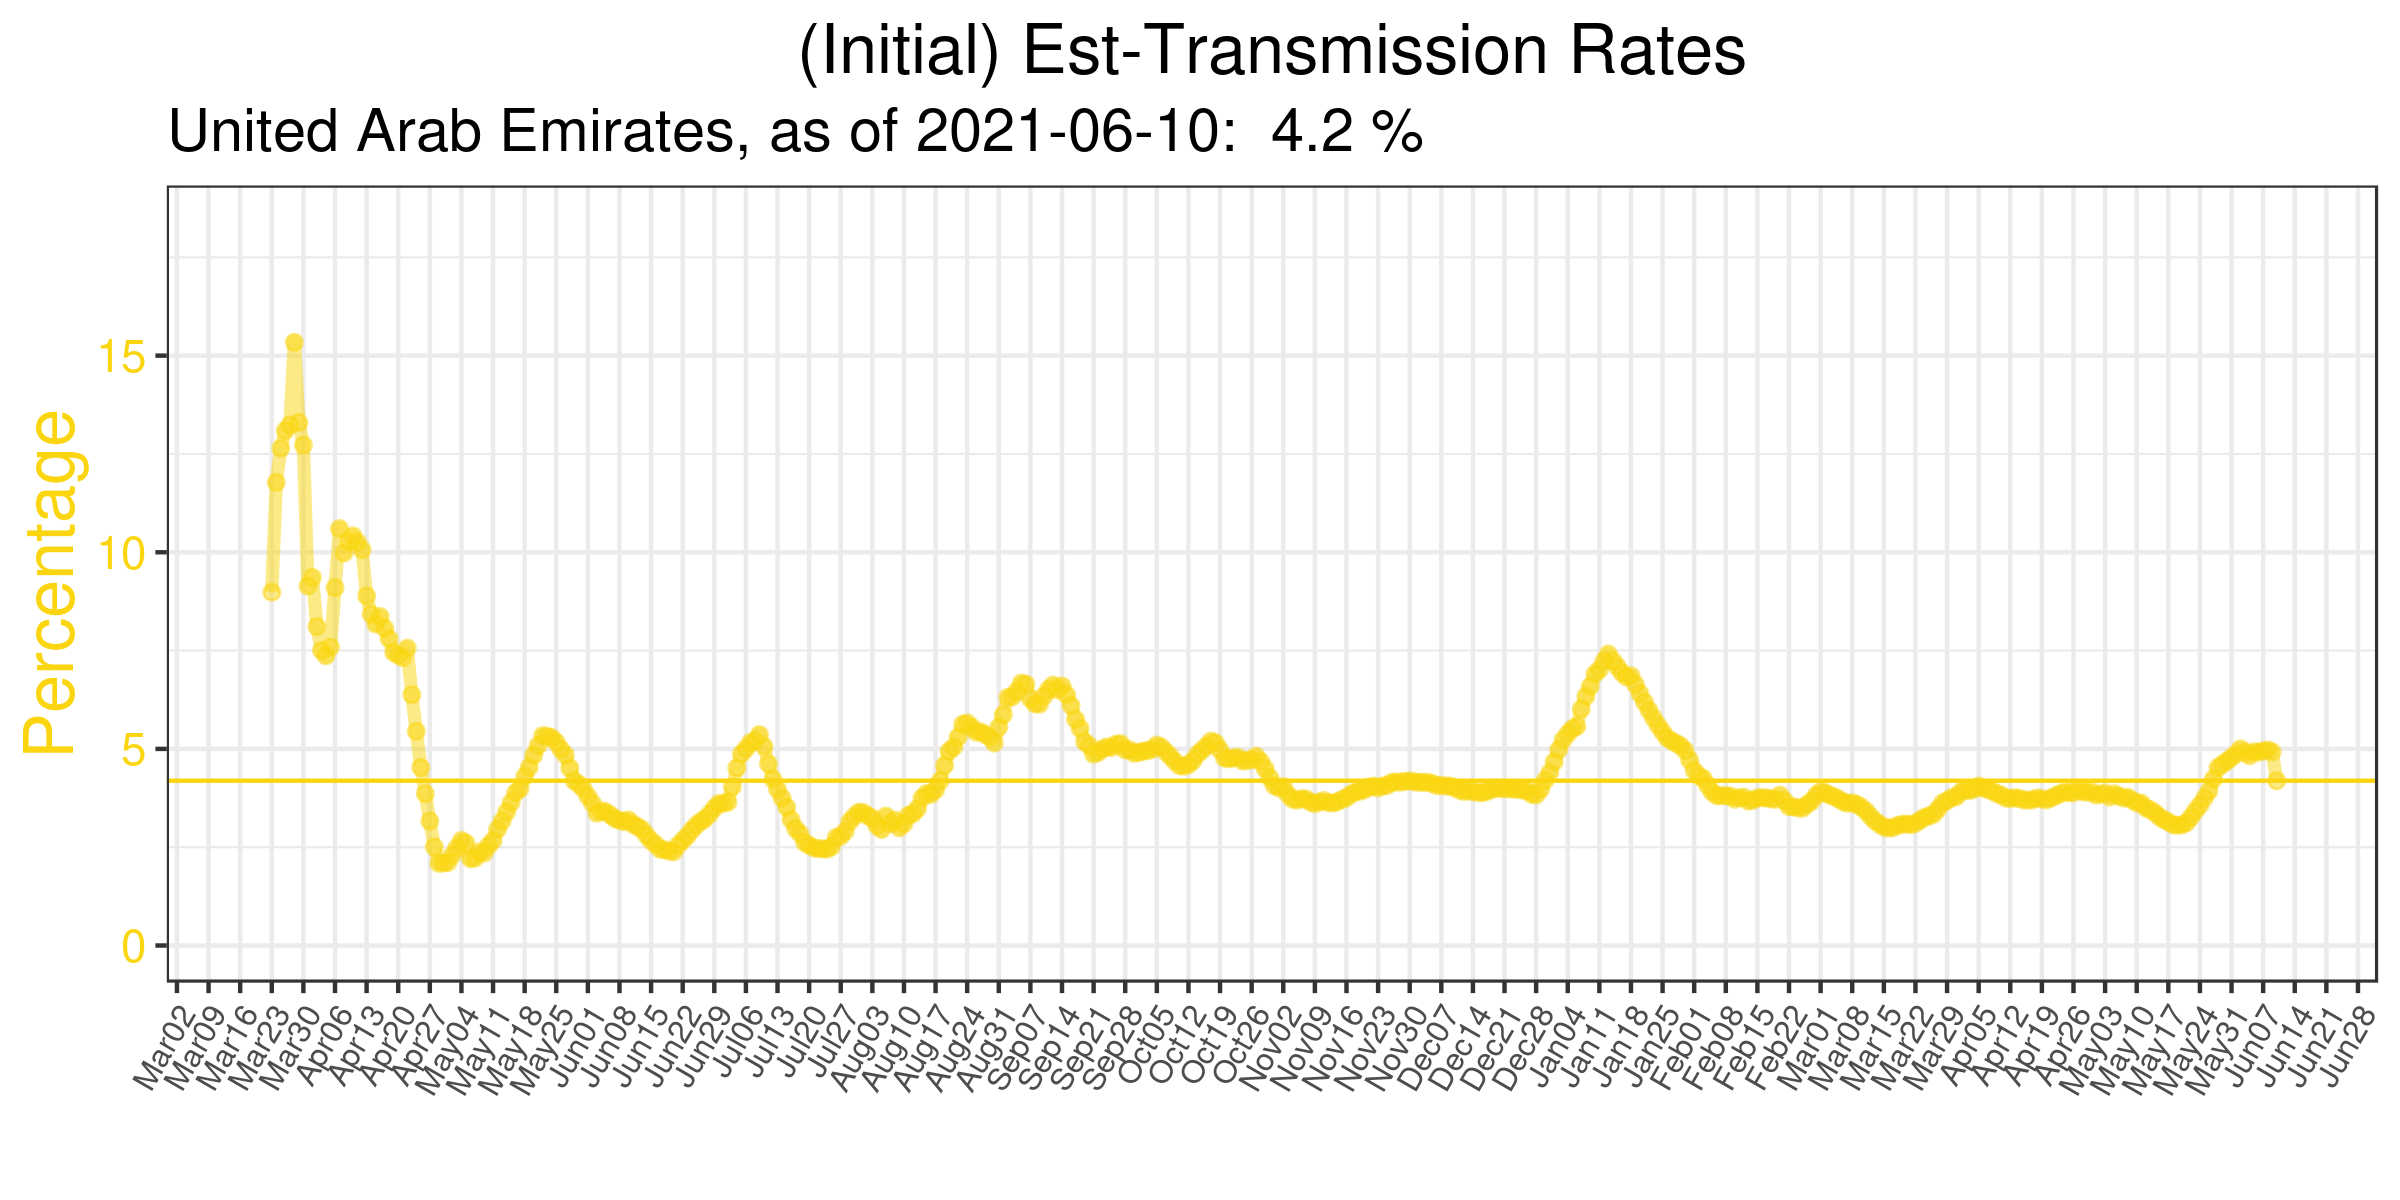 (Initial) Est-Transmission Rates
United Arab Emirates, as of 2021-06-10:  4.2 %
Percentage
15
10
5
0
Mar02
Mar09
Mar16
Mar23
Mar30
Apr06
Apr13
Apr20
Apr27
May04
May11
May18
May25
Jun01
Jun08
Jun15
Jun22
Jun29
Jul06
Jul13
Jul20
Jul27
Aug03
Aug10
Aug17
Aug24
Aug31
Sep07
Sep14
Sep21
Sep28
Oct05
Oct12
Oct19
Oct26
Nov02
Nov09
Nov16
Nov23
Nov30
Dec07
Dec14
Dec21
Dec28
Jan04
Jan11
Jan18
Jan25
Feb01
Feb08
Feb15
Feb22
Mar01
Mar08
Mar15
Mar22
Mar29
Apr05
Apr12
Apr19
Apr26
May03
May10
May17
May24
May31
Jun07
Jun14
Jun21
Jun28